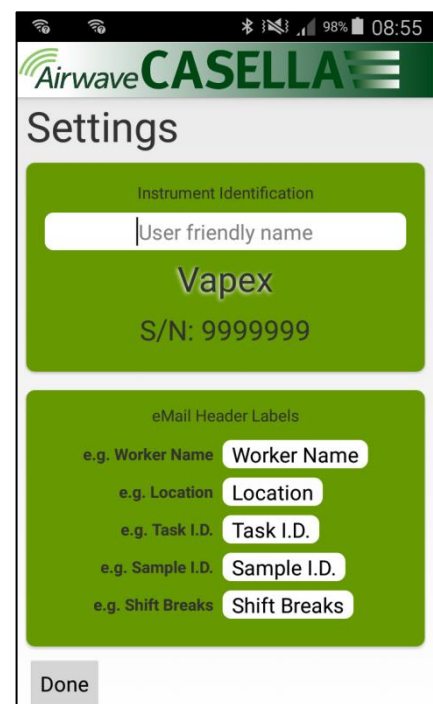 98% 08:55
Airwave CASELLA
Settings
Instrument Identification
User friendly name
Vapex
S/N: 9999999
eMail Header Labels
e.g. Worker Name Worker Name
e.g. Location Location
e.g. Task I.D. Task I.D.
e.g. Sample I.D. Sample I.D.
e.g. Shift Breaks Shift Breaks
Done